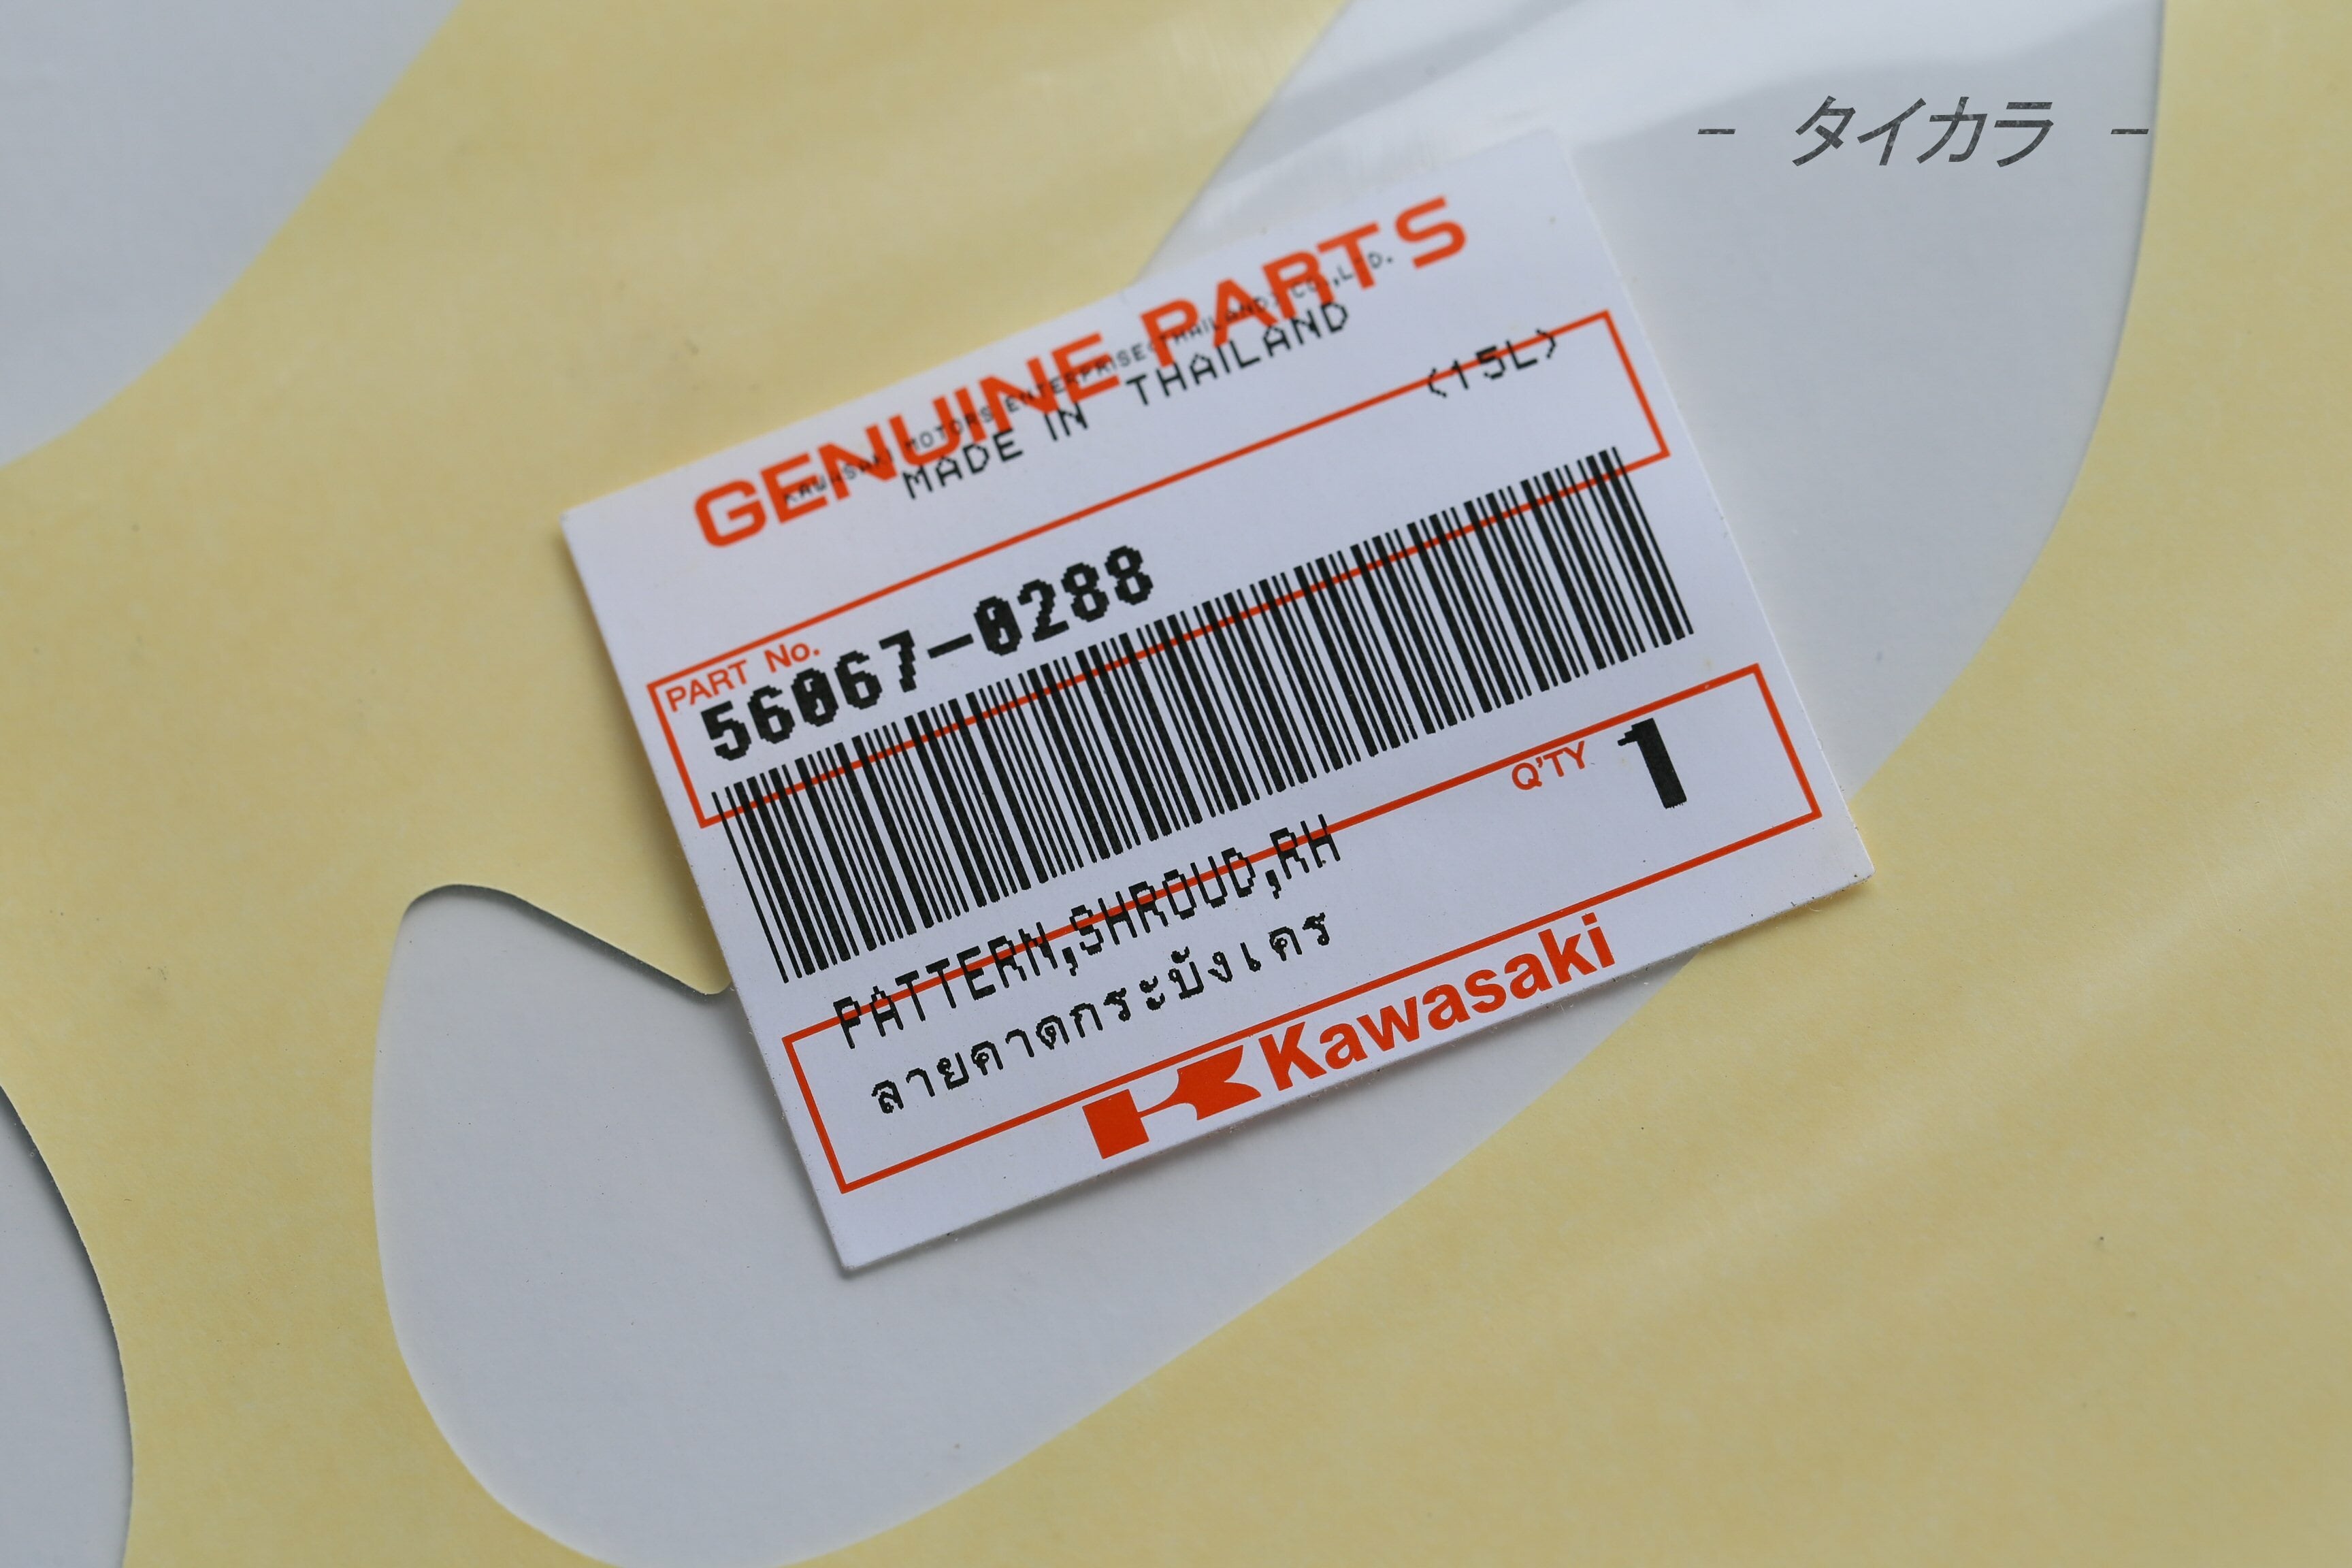 - タイカラ -
GENUINE PARTS
KAWASAKI MOTORS ENTERPRISE(THAILAND) CO.,LTD.
MADE IN THAILAND
(15L)
PART No.
56067-0288
Q'TY 1
PATTERN,SHROUD,RH
ลายคาดกระบังเคร
Kawasaki